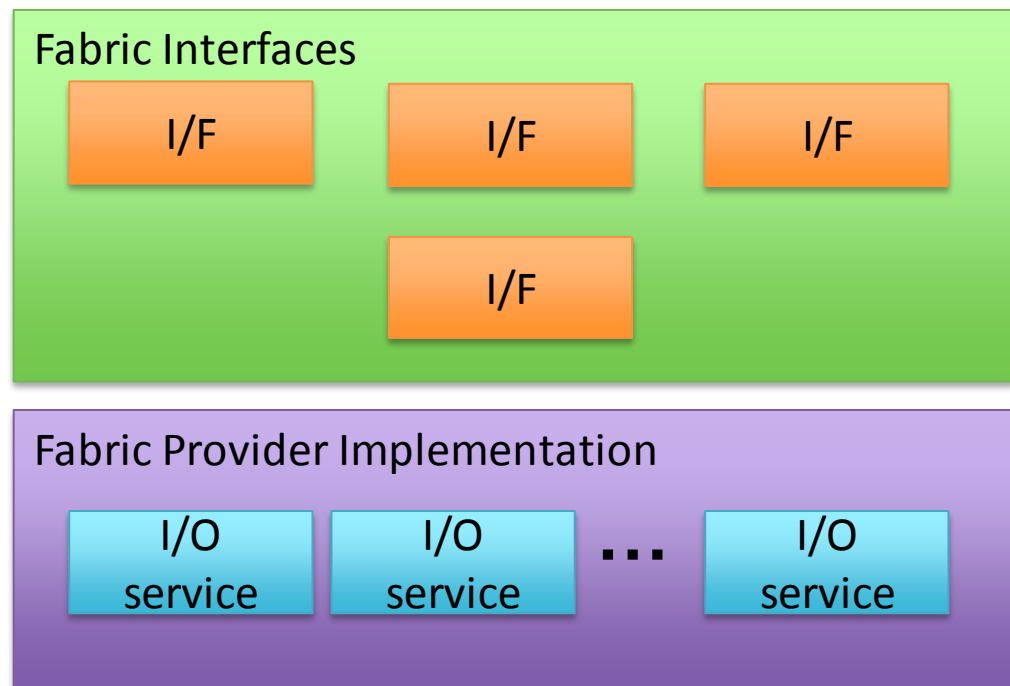 Fabric Interfaces
I/F
I/F
I/F
I/F
Fabric Provider Implementation
I/O
service
I/O
service
...
I/O
service